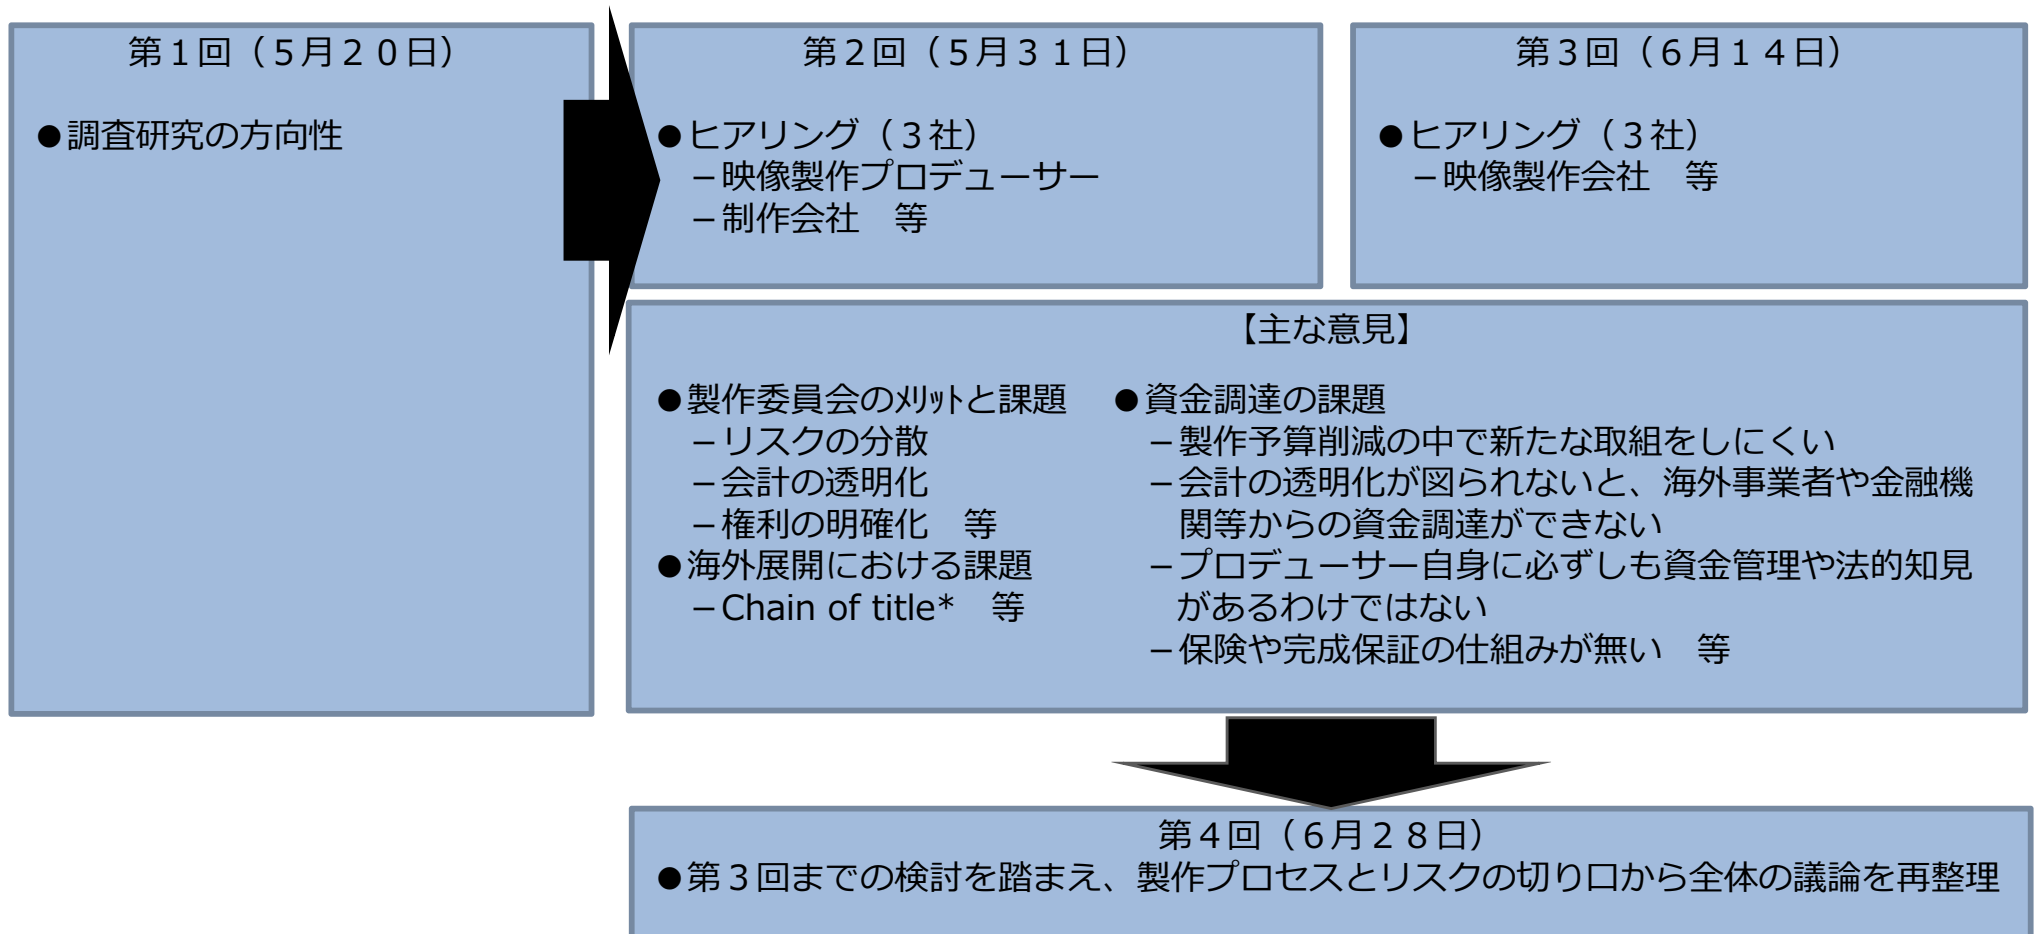 第１回（５月２０日）
●調査研究の方向性
第２回（５月３１日）
●ヒアリング（３社）
－映像製作プロデューサー
－制作会社　等
第３回（６月１４日）
●ヒアリング（３社）
－映像製作会社　等
【主な意見】
●製作委員会のﾒﾘｯﾄと課題
－リスクの分散
－会計の透明化
－権利の明確化　等
●海外展開における課題
－Chain of title*　等
●資金調達の課題
－製作予算削減の中で新たな取組をしにくい
－会計の透明化が図られないと、海外事業者や金融機
関等からの資金調達ができない
－プロデューサー自身に必ずしも資金管理や法的知見
があるわけではない
－保険や完成保証の仕組みが無い　等
第４回（６月２８日）
●第３回までの検討を踏まえ、製作プロセスとリスクの切り口から全体の議論を再整理